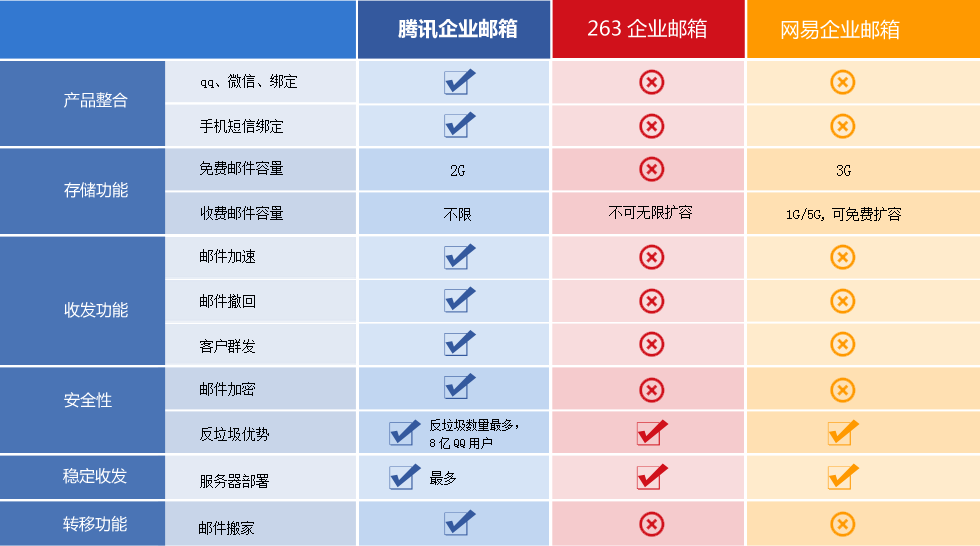 腾讯企业邮箱 263 企业邮箱 网易企业邮箱
产品整合 qq、微信、绑定
手机短信绑定
存储功能 免费邮件容量 2G 3G
收费邮件容量 不限 不可无限扩容 1G/5G, 可免费扩容
收发功能 邮件加速
邮件撤回
客户群发
安全性 邮件加密
反垃圾优势 反垃圾数量最多，
8 亿 QQ 用户
稳定收发 服务器部署 最多
转移功能 邮件搬家